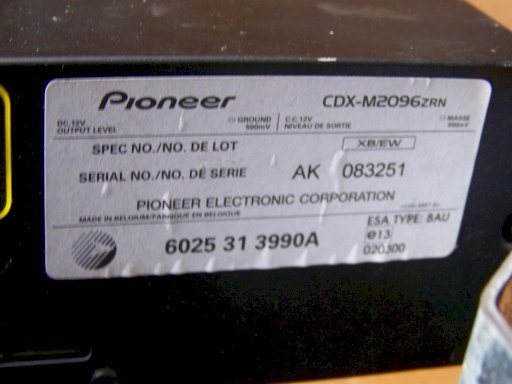 Pioneer CDX-M2096ZRN
DC.12V ⊖ GROUND C.C.12V ⊖ MASSE
OUTPUT LEVEL 500mV NIVEAU DE SORTIE 500mV
SPEC NO./NO. DE LOT XB/EW
SERIAL NO./NO. DE SERIE AK 083251
PIONEER ELECTRONIC CORPORATION
MADE IN BELGIUM/FABRIQUE EN BELGIQUE
ESA TYPE: 8AU
6025 31 3990A e13
020300